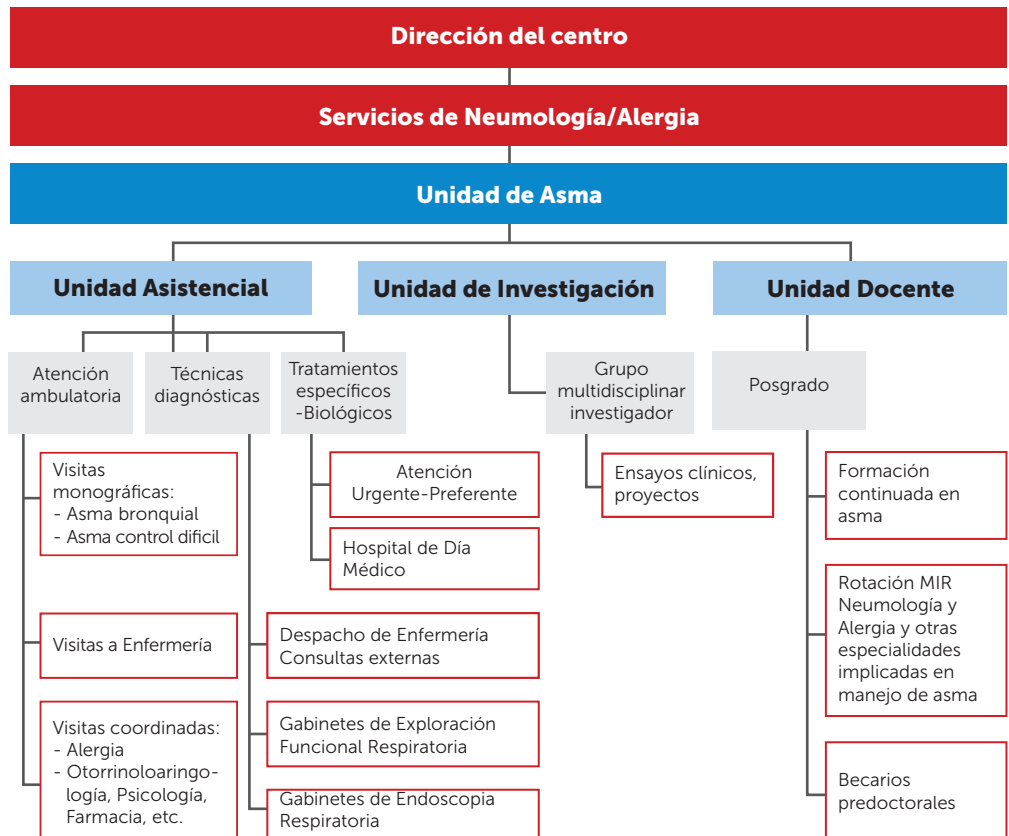 Dirección del centro
Servicios de Neumología/Alergia
Unidad de Asma
Unidad Asistencial
Unidad de Investigación
Unidad Docente
Atención
ambulatoria
Técnicas
diagnósticas
Tratamientos
específicos
-Biológicos
Grupo
multidisciplinar
investigador
Posgrado
Visitas
monográficas:
- Asma bronquial
- Asma control dificil
Visitas a Enfermería
Visitas coordinadas:
- Alergia
- Otorrinoloaringo-
logía, Psicología,
Farmacia, etc.
Atención
Urgente-Preferente
Hospital de Día
Médico
Despacho de Enfermería
Consultas externas
Gabinetes de Exploración
Funcional Respiratoria
Gabinetes de Endoscopia
Respiratoria
Ensayos clínicos,
proyectos
Formación
continuada en
asma
Rotación MIR
Neumología y
Alergia y otras
especialidades
implicadas en
manejo de asma
Becarios
predoctorales